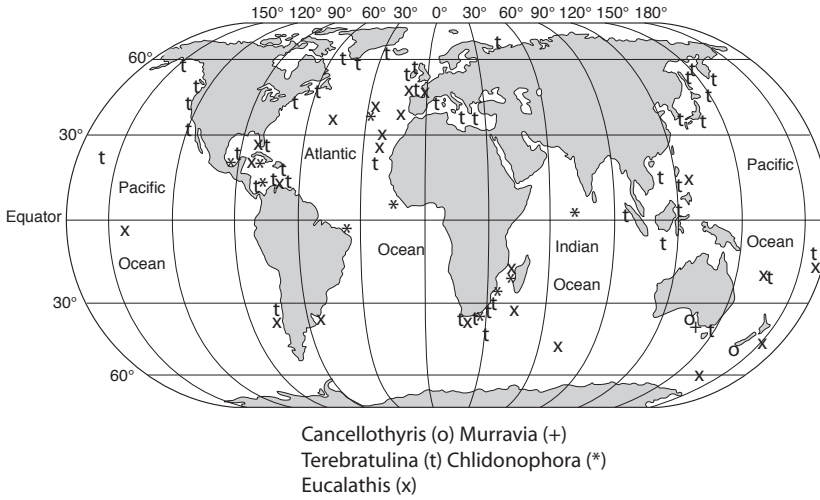 150° 120° 90° 60° 30° 0° 30° 60° 90° 120° 150° 180°
60°
30°
Atlantic
Pacific
Pacific
Equator
Ocean
Ocean
Indian
Ocean
Ocean
Ocean
30°
60°
Cancellothyris (o) Murravia (+)
Terebratulina (t) Chlidonophora (*)
Eucalathis (x)